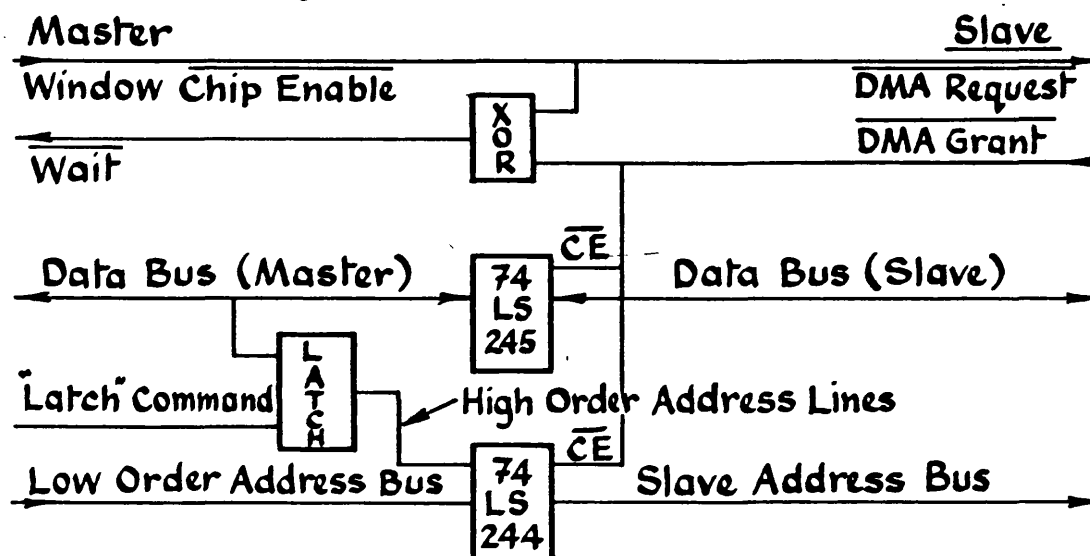 Master
Slave
Window Chip Enable
DMA Request
XOR
DMA Grant
Wait
CE
Data Bus (Master)
74
LS
245
Data Bus (Slave)
LATCH
"Latch" Command
High Order Address Lines
CE
Low Order Address Bus
74
LS
244
Slave Address Bus